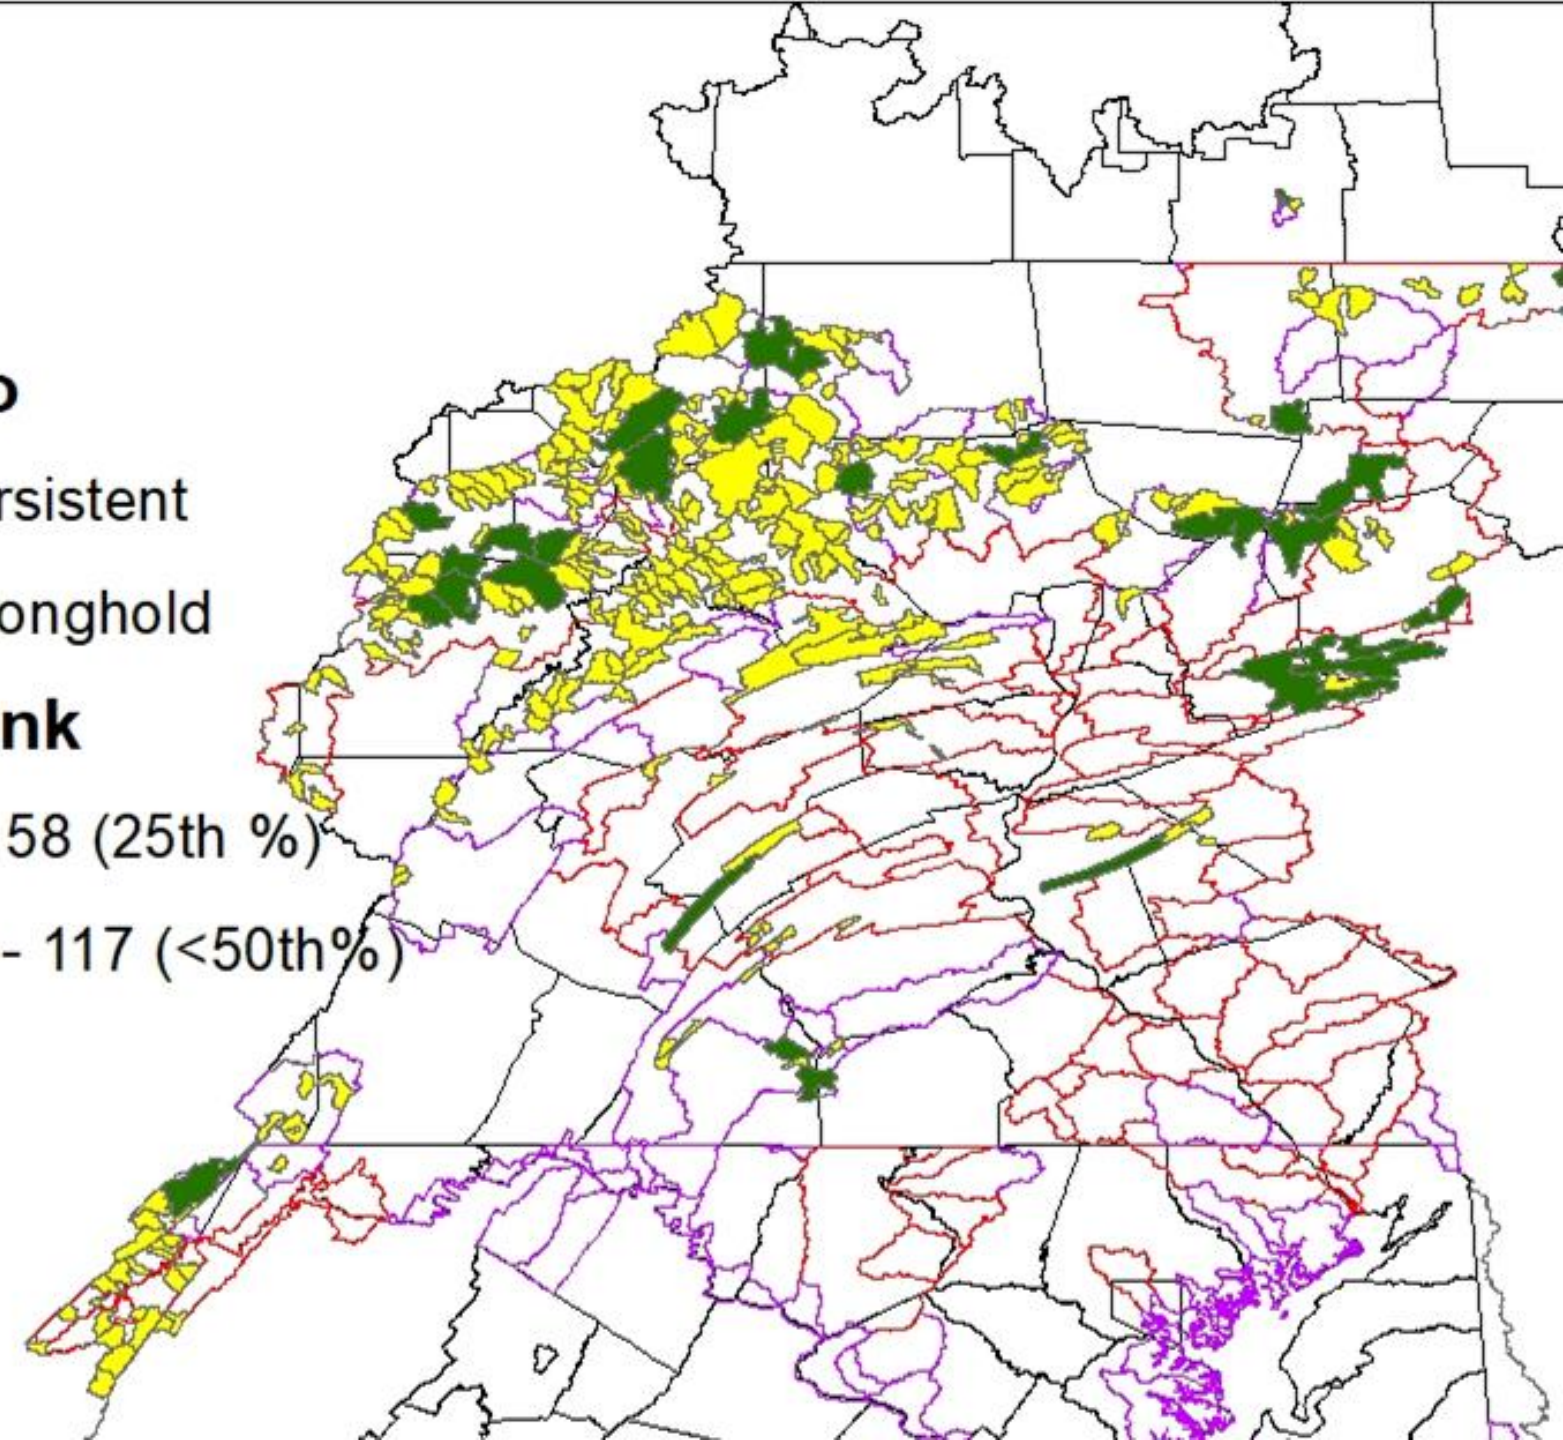 o
rsistent
onghold
nk
58 (25th %)
- 117 (<50th%)